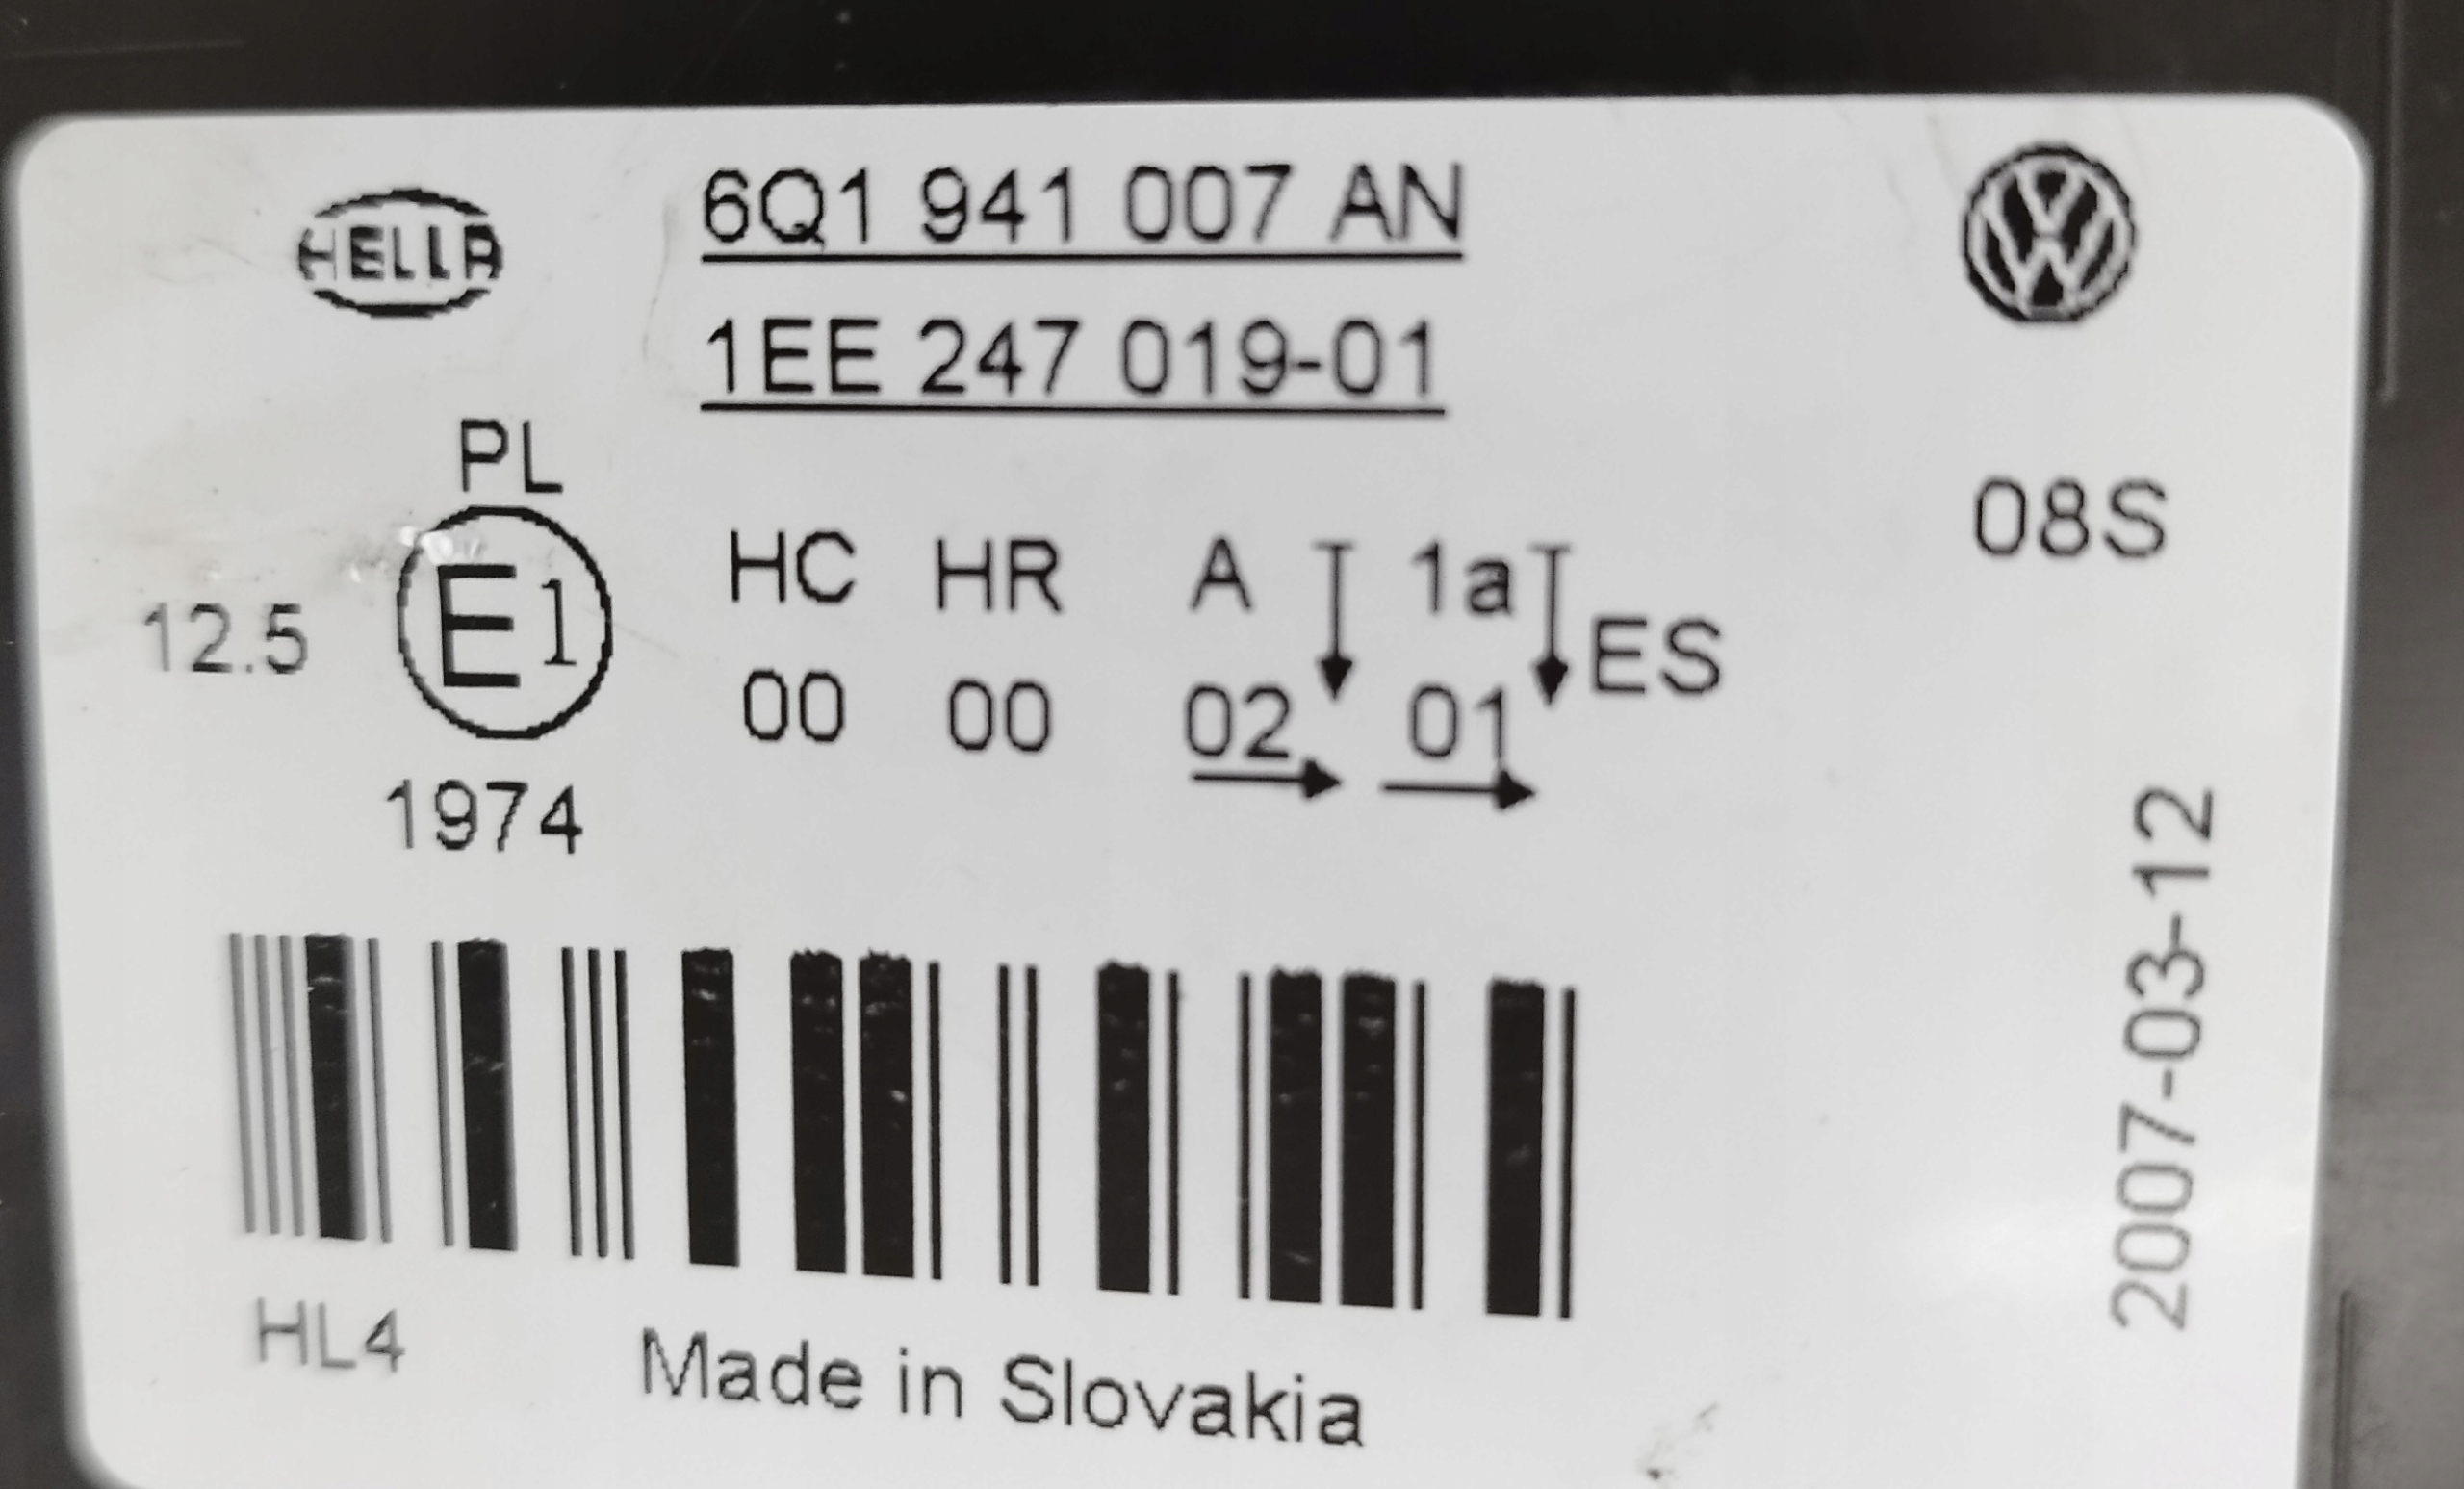 HELLA
6Q1 941 007 AN
1EE 247 019-01
PL
12.5
E1
1974
HC HR A 1a
00 00 02 01
ES
08S
2007-03-12
HL4
Made in Slovakia